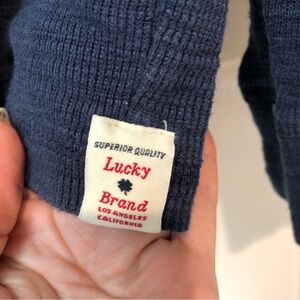 SUPERIOR QUALITY
Lucky
Brand
LOS ANGELES
CALIFORNIA